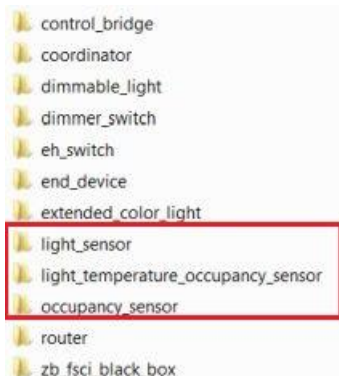 control_bridge
coordinator
dimmable_light
dimmer_switch
eh_switch
end_device
extended_color_light
light_sensor
light_temperature_occupancy_sensor
occupancy_sensor
router
zb_fsci_black_box